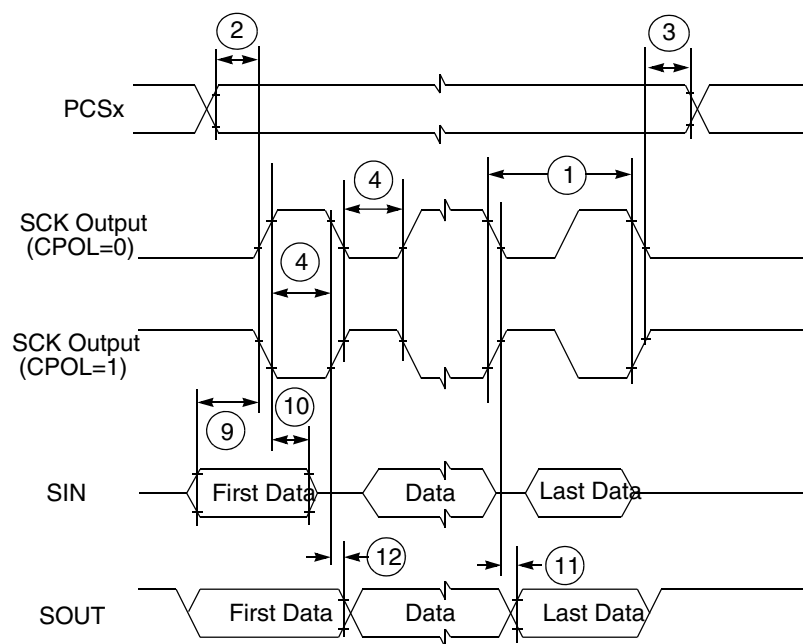 2
3
PCSx
4
1
SCK Output
(CPOL=0)
4
SCK Output
(CPOL=1)
9
10
SIN
First Data
Data
Last Data
12
11
SOUT
First Data
Data
Last Data